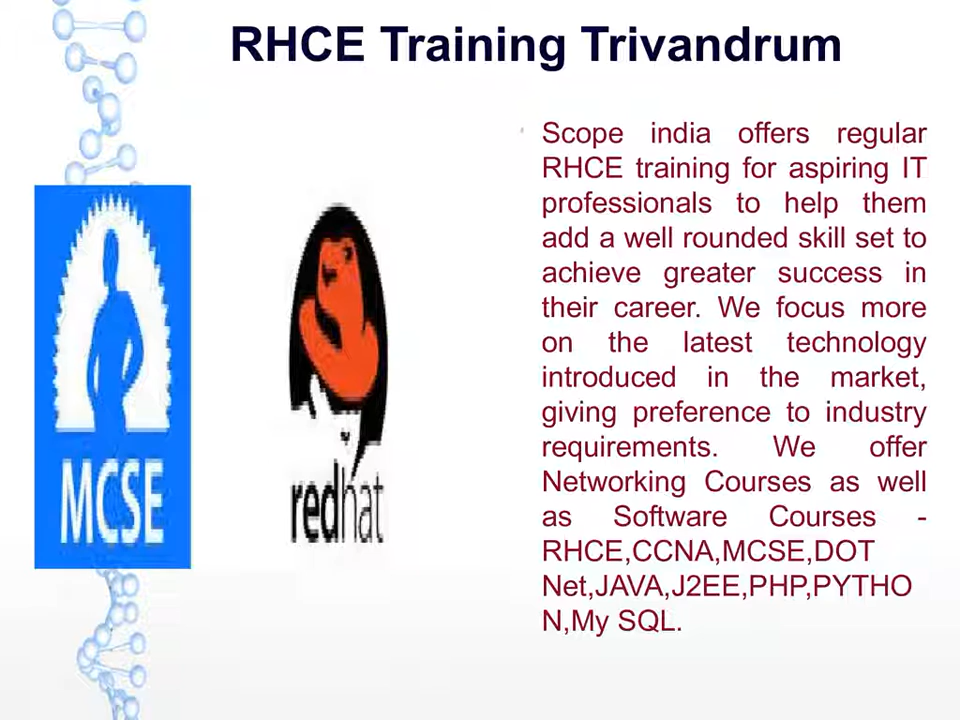 RHCE Training Trivandrum
Scope india offers regular
RHCE training for aspiring IT
professionals to help them
add a well rounded skill set to
achieve greater success in
their career. We focus more
on the latest technology
introduced in the market,
giving preference to industry
requirements. We offer
Networking Courses as well
as Software Courses -
RHCE,CCNA,MCSE,DOT
Net,JAVA,J2EE,PHP,PYTHO
N,My SQL.
MCSE
redhat